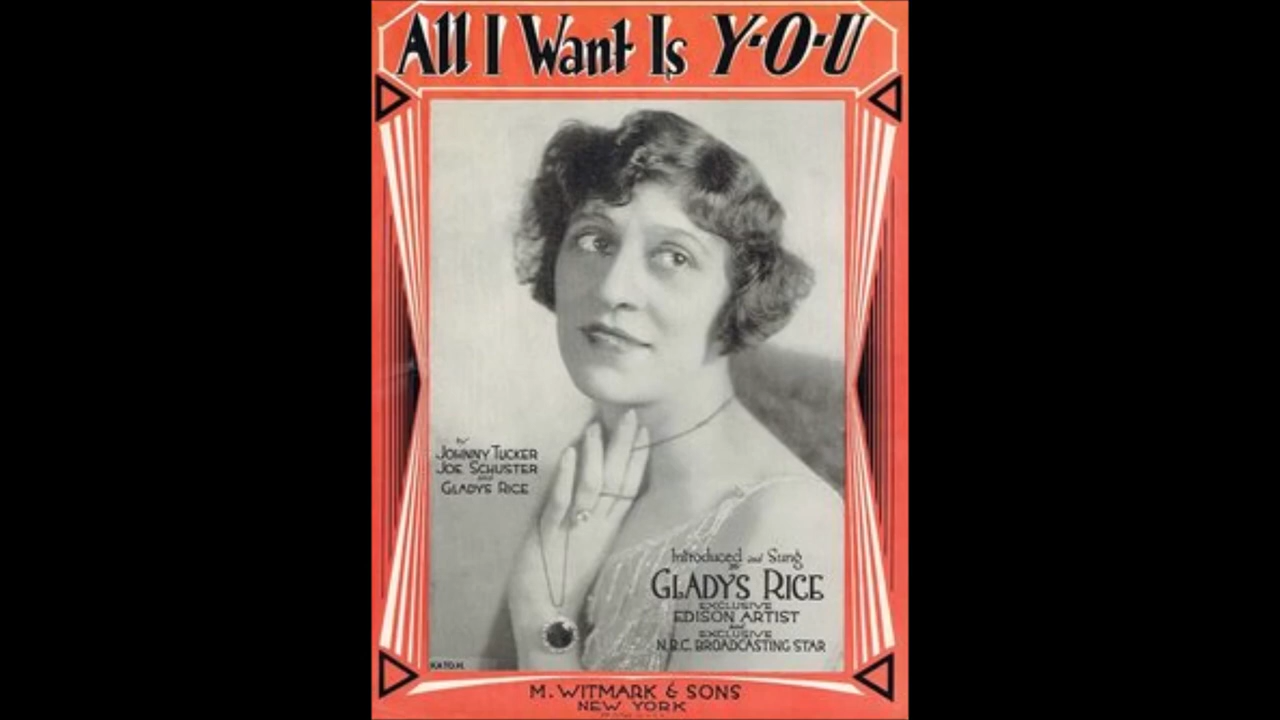 All I Want Is Y-O-U
by
JOHNNY TUCKER
JOE SCHUSTER
and
GLADYS RICE
Introduced and Sung
by
GLADYS RICE
EXCLUSIVE
EDISON ARTIST
and
EXCLUSIVE
N.B.C. BROADCASTING STAR
M. WITMARK & SONS
NEW YORK